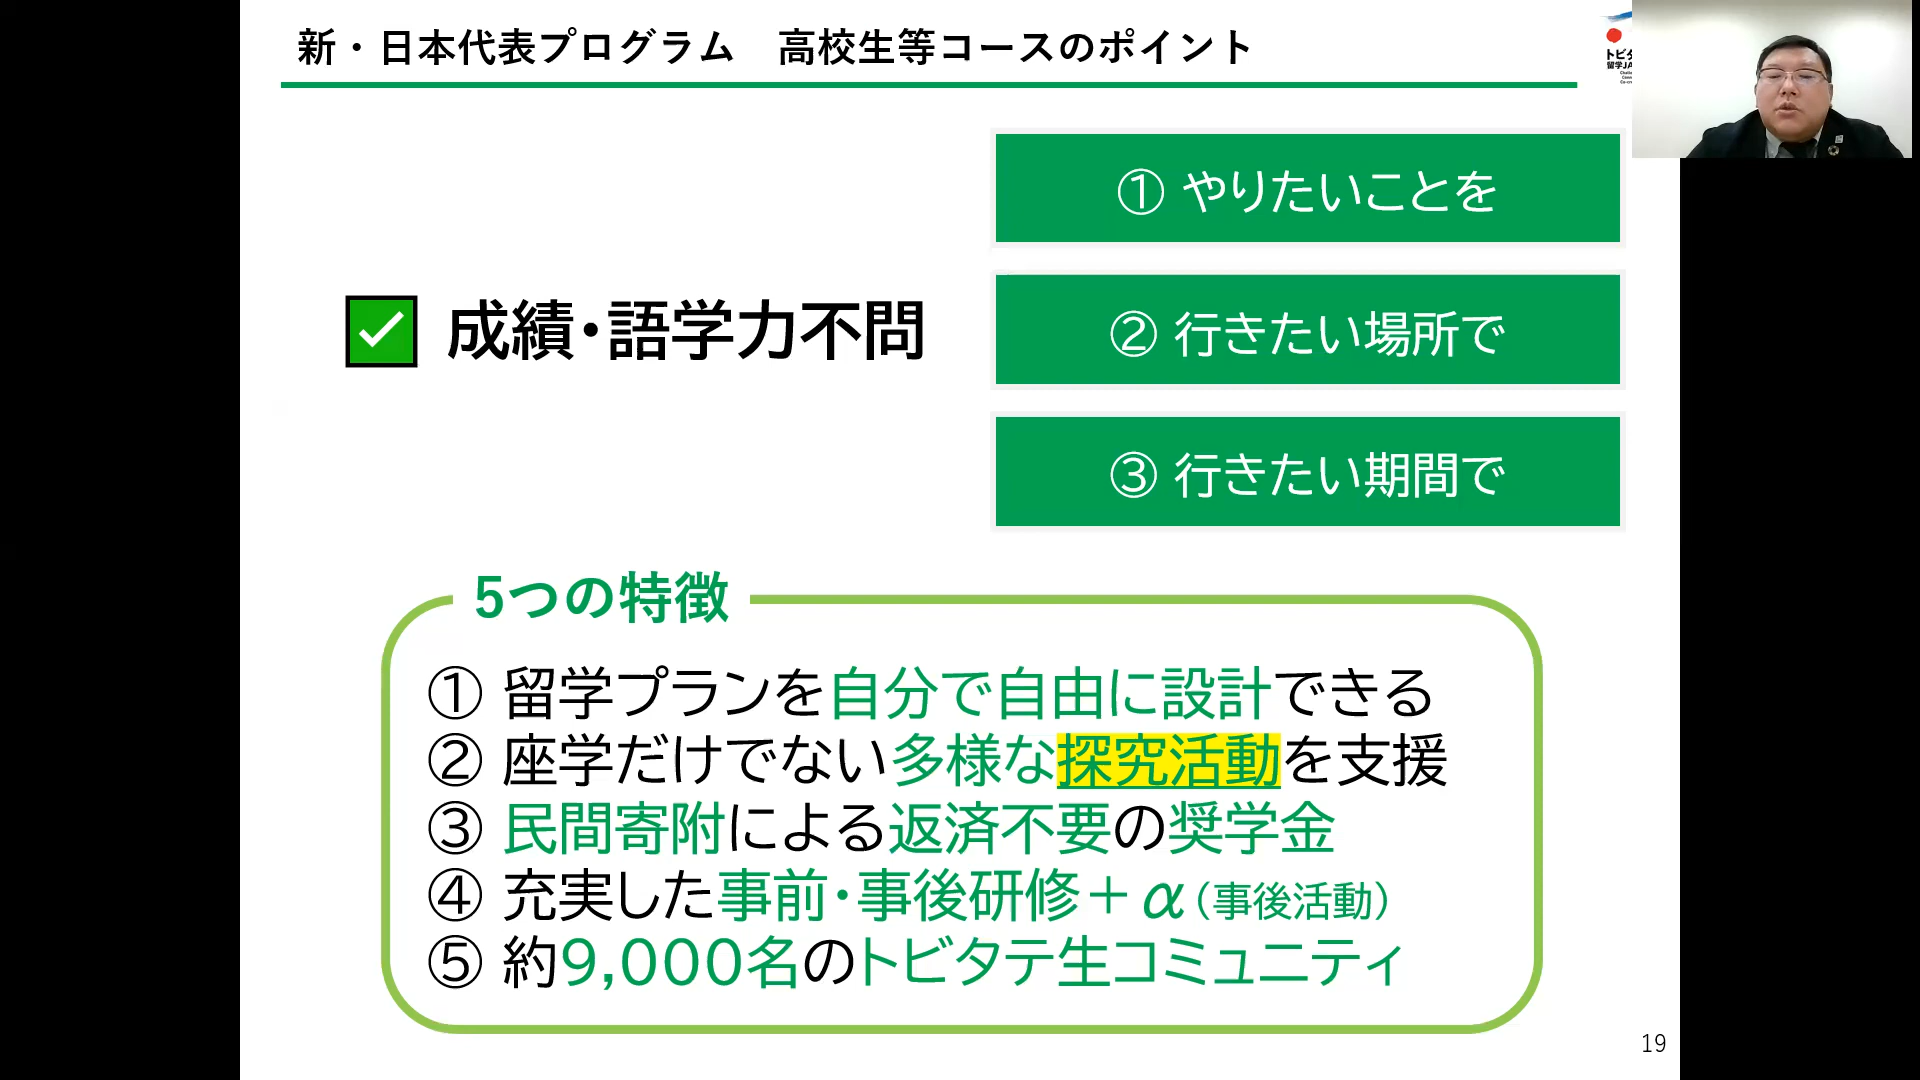 新・日本代表プログラム　高校生等コースのポイント
① やりたいことを
② 行きたい場所で
③ 行きたい期間で
成績・語学力不問
5つの特徴
① 留学プランを自分で自由に設計できる
② 座学だけでない多様な探究活動を支援
③ 民間寄附による返済不要の奨学金
④ 充実した事前・事後研修＋α（事後活動）
⑤ 約9,000名のトビタテ生コミュニティ
19